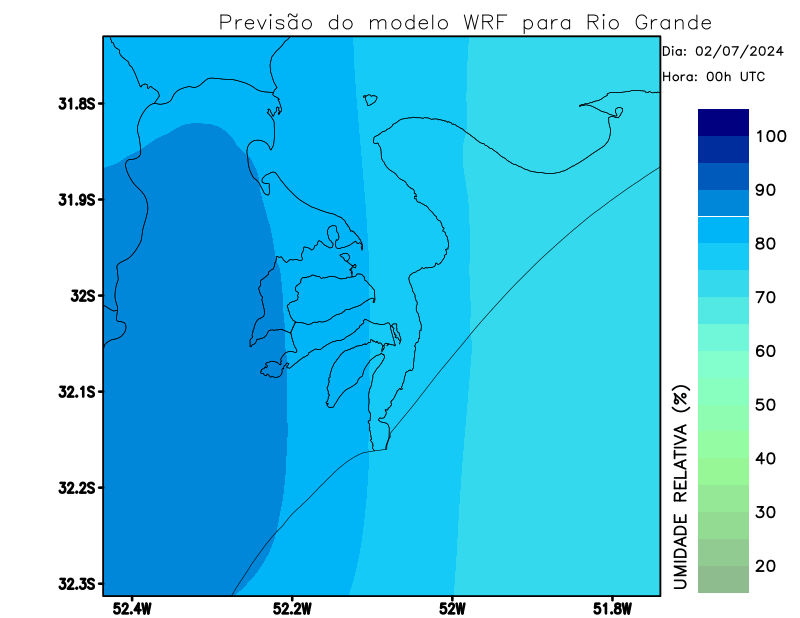 Previsão do modelo WRF para Rio Grande
Dia: 02/07/2024
Hora: 00h UTC
31.8S
31.9S
32S
32.1S
32.2S
32.3S
52.4W
52.2W
52W
51.8W
100
90
80
70
60
50
40
30
20
UMIDADE RELATIVA (%)